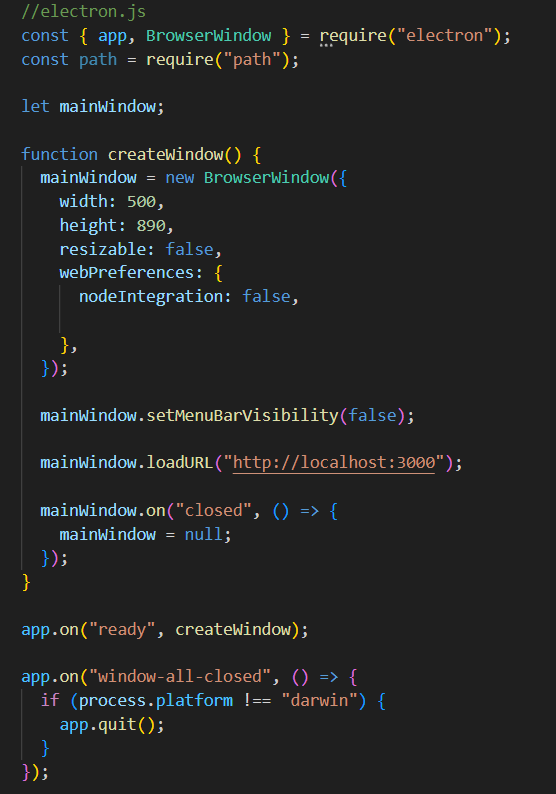 //electron.js
const { app, BrowserWindow } = require("electron");
const path = require("path");

let mainWindow;

function createWindow() {
  mainWindow = new BrowserWindow({
    width: 500,
    height: 890,
    resizable: false,
    webPreferences: {
      nodeIntegration: false,

    },
  });

  mainWindow.setMenuBarVisibility(false);

  mainWindow.loadURL("http://localhost:3000");

  mainWindow.on("closed", () => {
    mainWindow = null;
  });
}

app.on("ready", createWindow);

app.on("window-all-closed", () => {
  if (process.platform !== "darwin") {
    app.quit();
  }
});